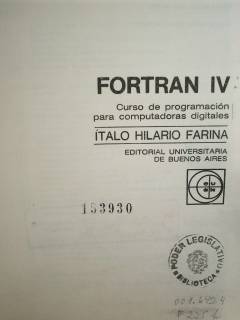 FORTRAN IV
Curso de programación
para computadoras digitales
ÍTALO HILARIO FARINA
EDITORIAL UNIVERSITARIA
DE BUENOS AIRES
153930
PODER LEGISLATIVO
BIBLIOTECA